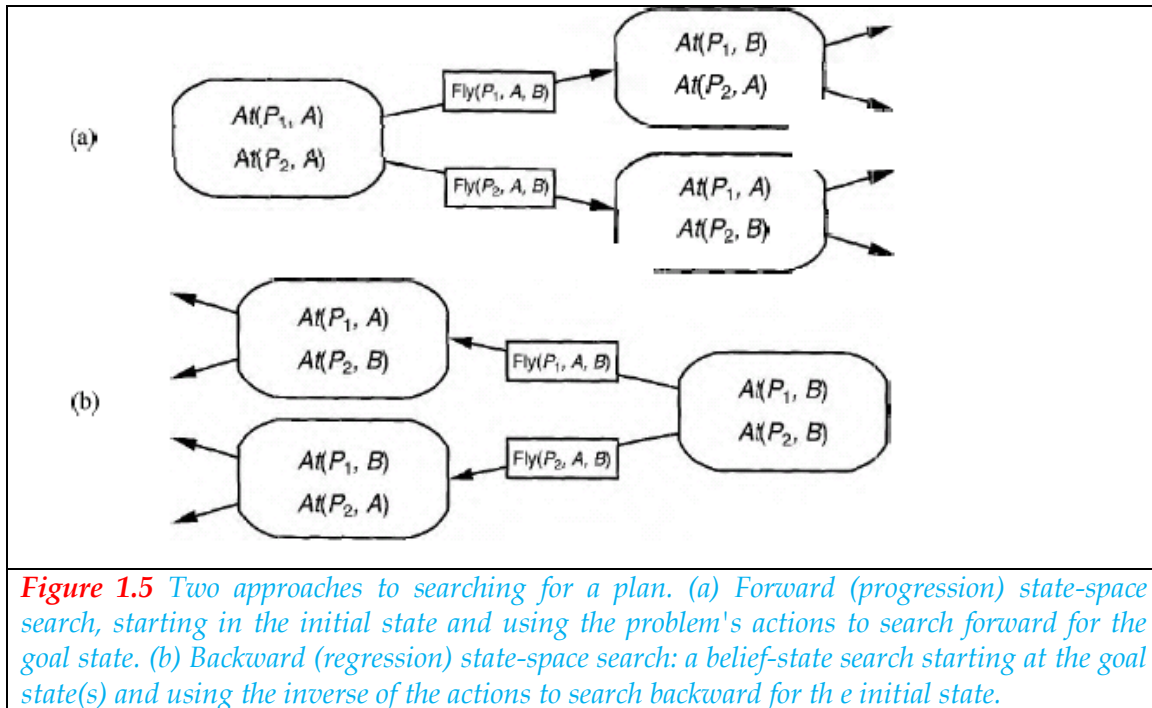 At(P1, B)
At(P2, A)
Fly(P1, A, B)
At(P1, A)
At(P2, A)
(a)
Fly(P2, A, B)
At(P1, A)
At(P2, B)
At(P1, A)
At(P2, B)
Fly(P1, A, B)
At(P1, B)
At(P2, B)
(b)
Fly(P2, A, B)
At(P1, B)
At(P2, A)
Figure 1.5 Two approaches to searching for a plan. (a) Forward (progression) state-space
search, starting in the initial state and using the problem's actions to search forward for the
goal state. (b) Backward (regression) state-space search: a belief-state search starting at the goal
state(s) and using the inverse of the actions to search backward for th e initial state.